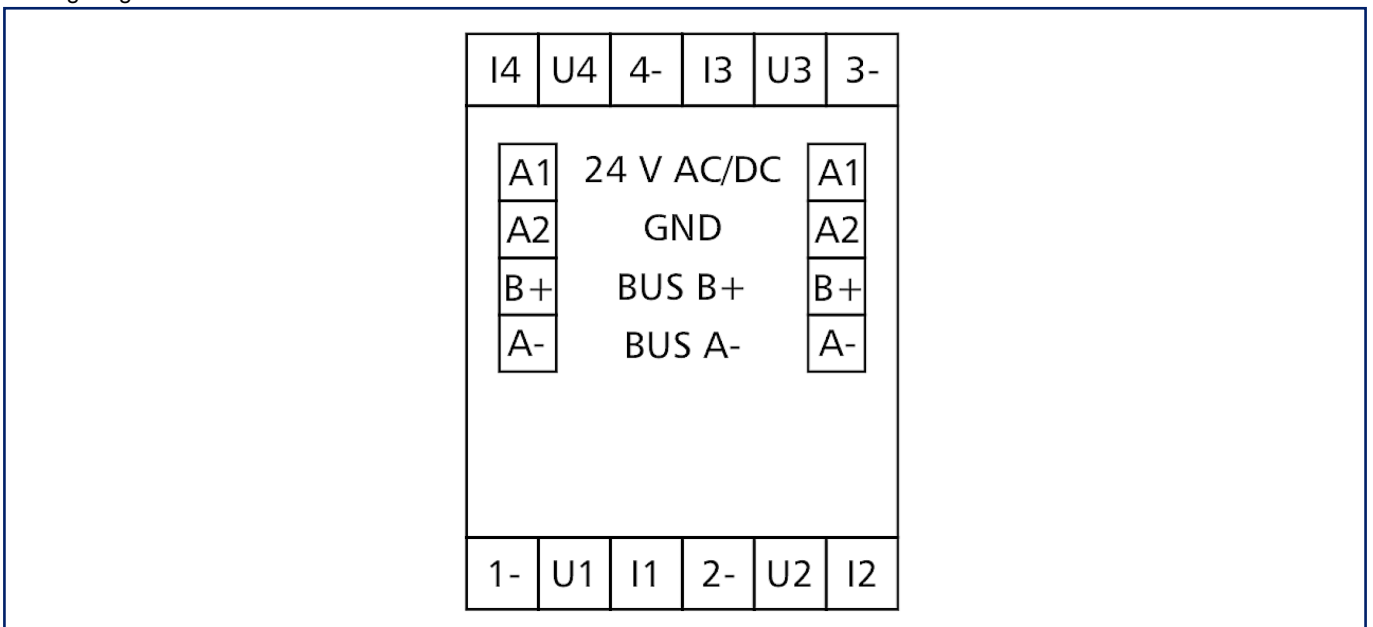 I4 U4 4- I3 U3 3-
A1 24 V AC/DC A1
A2 GND A2
B+ BUS B+ B+
A- BUS A- A-
1- U1 I1 2- U2 I2